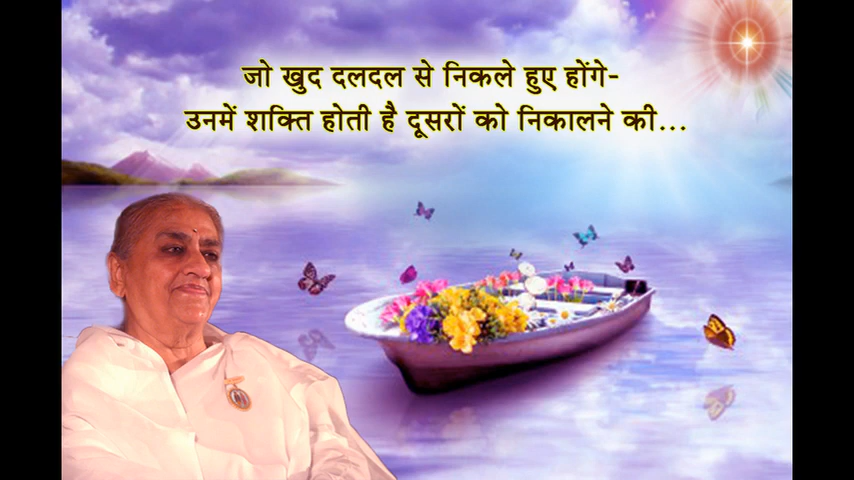 जो खुद दलदल से निकले हुए होंगे-
उनमें शक्ति होती है दूसरों को निकालने की...